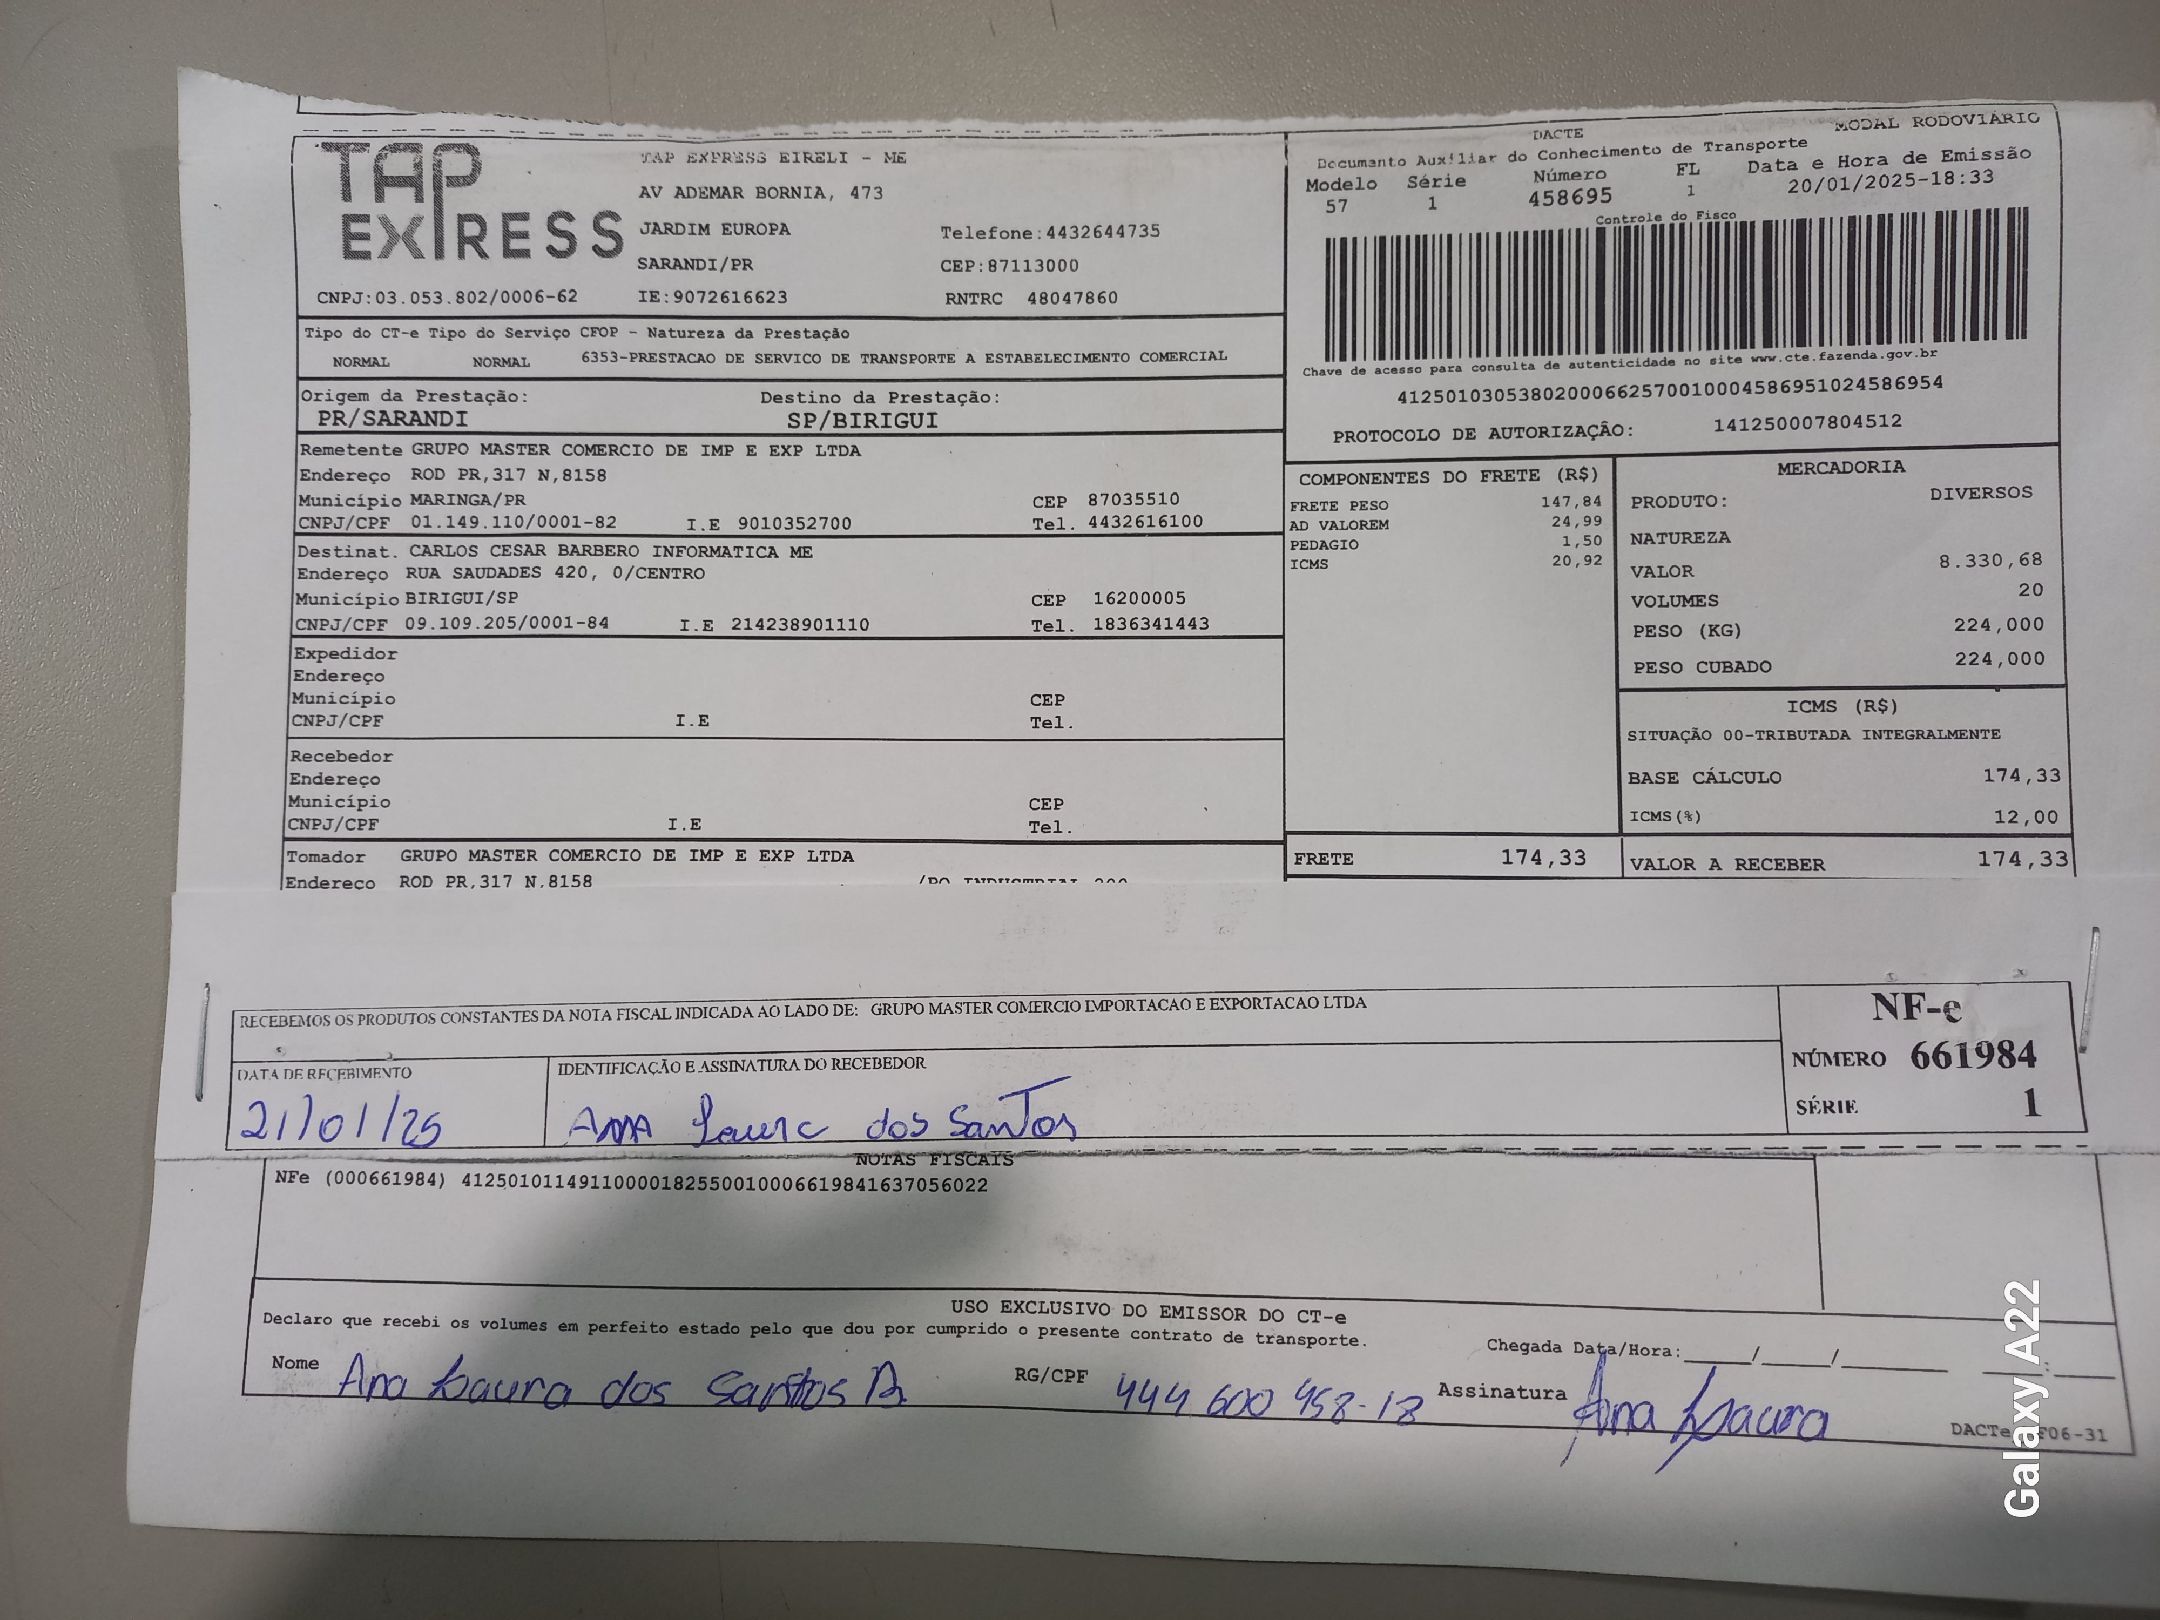 TAP EXPRESS
TAP EXPRESS EIRELI - ME
AV ADEMAR BORNIA, 473
JARDIM EUROPA Telefone:4432644735
SARANDI/PR CEP:87113000
CNPJ:03.053.802/0006-62 IE:9072616623 RNTRC 48047860
DACTE MODAL RODOVIÁRIO
Documento Auxiliar do Conhecimento de Transporte
Modelo Série Número FL Data e Hora de Emissão
57 1 458695 1 20/01/2025-18:33
Controle do Fisco
Chave de acesso para consulta de autenticidade no site www.cte.fazenda.gov.br
41250103053802000662570010004586951024586954
PROTOCOLO DE AUTORIZAÇÃO: 141250007804512
Tipo do CT-e Tipo do Serviço CFOP - Natureza da Prestação
NORMAL NORMAL 6353-PRESTACAO DE SERVICO DE TRANSPORTE A ESTABELECIMENTO COMERCIAL
Origem da Prestação: Destino da Prestação:
PR/SARANDI SP/BIRIGUI
Remetente GRUPO MASTER COMERCIO DE IMP E EXP LTDA
Endereço ROD PR,317 N,8158
Município MARINGA/PR CEP 87035510
CNPJ/CPF 01.149.110/0001-82 I.E 9010352700 Tel. 4432616100
Destinat. CARLOS CESAR BARBERO INFORMATICA ME
Endereço RUA SAUDADES 420, 0/CENTRO
Município BIRIGUI/SP CEP 16200005
CNPJ/CPF 09.109.205/0001-84 I.E 214238901110 Tel. 1836341443
Expedidor
Endereço
Município CEP
CNPJ/CPF I.E Tel.
Recebedor
Endereço
Município CEP
CNPJ/CPF I.E Tel.
Tomador GRUPO MASTER COMERCIO DE IMP E EXP LTDA
Endereco ROD PR,317 N.8158
COMPONENTES DO FRETE (R$)
FRETE PESO 147,84
AD VALOREM 24,99
PEDAGIO 1,50
ICMS 20,92
MERCADORIA
PRODUTO: DIVERSOS
NATUREZA
VALOR 8.330,68
VOLUMES 20
PESO (KG) 224,000
PESO CUBADO 224,000
ICMS (R$)
SITUAÇÃO 00-TRIBUTADA INTEGRALMENTE
BASE CÁLCULO 174,33
ICMS(%) 12,00
FRETE 174,33 VALOR A RECEBER 174,33
RECEBEMOS OS PRODUTOS CONSTANTES DA NOTA FISCAL INDICADA AO LADO DE: GRUPO MASTER COMERCIO IMPORTACAO E EXPORTACAO LTDA
DATA DE RECEBIMENTO IDENTIFICAÇÃO E ASSINATURA DO RECEBEDOR
21/01/25 Ana Laura dos Santos
NF-e
NÚMERO 661984
SÉRIE 1
NOTAS FISCAIS
NFe (000661984) 41250101149110000182550010006619841637056022
USO EXCLUSIVO DO EMISSOR DO CT-e
Declaro que recebi os volumes em perfeito estado pelo que dou por cumprido o presente contrato de transporte.
Chegada Data/Hora:_____/_____/_________ ___:_____
Nome Ana Laura dos Santos B. RG/CPF 444 600 458-18 Assinatura Ana Laura
DACTe F06-31
Galaxy A22